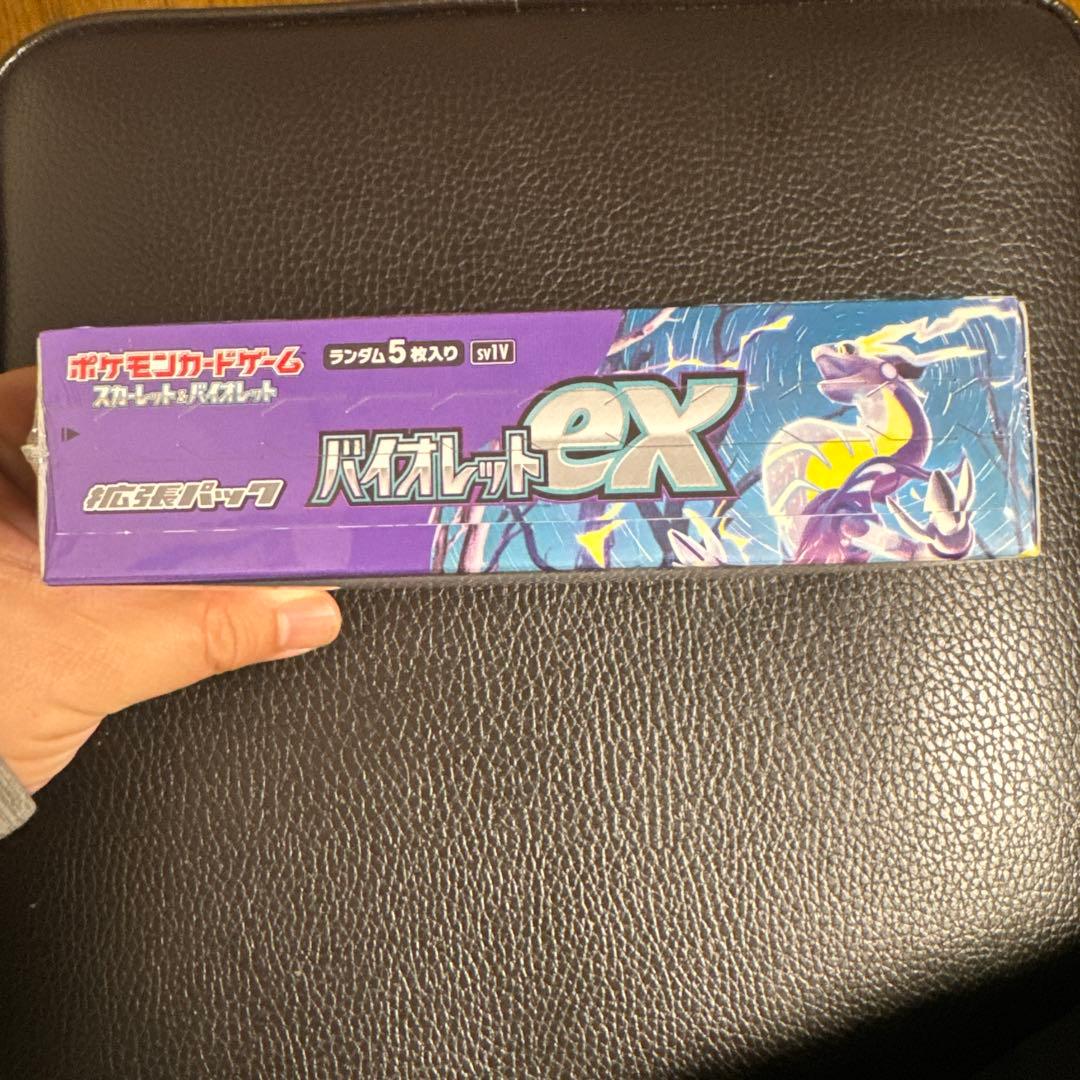 ポケモンカードゲーム
スカーレット&バイオレット
ランダム5枚入り SV1V
拡張パック
バイオレットex